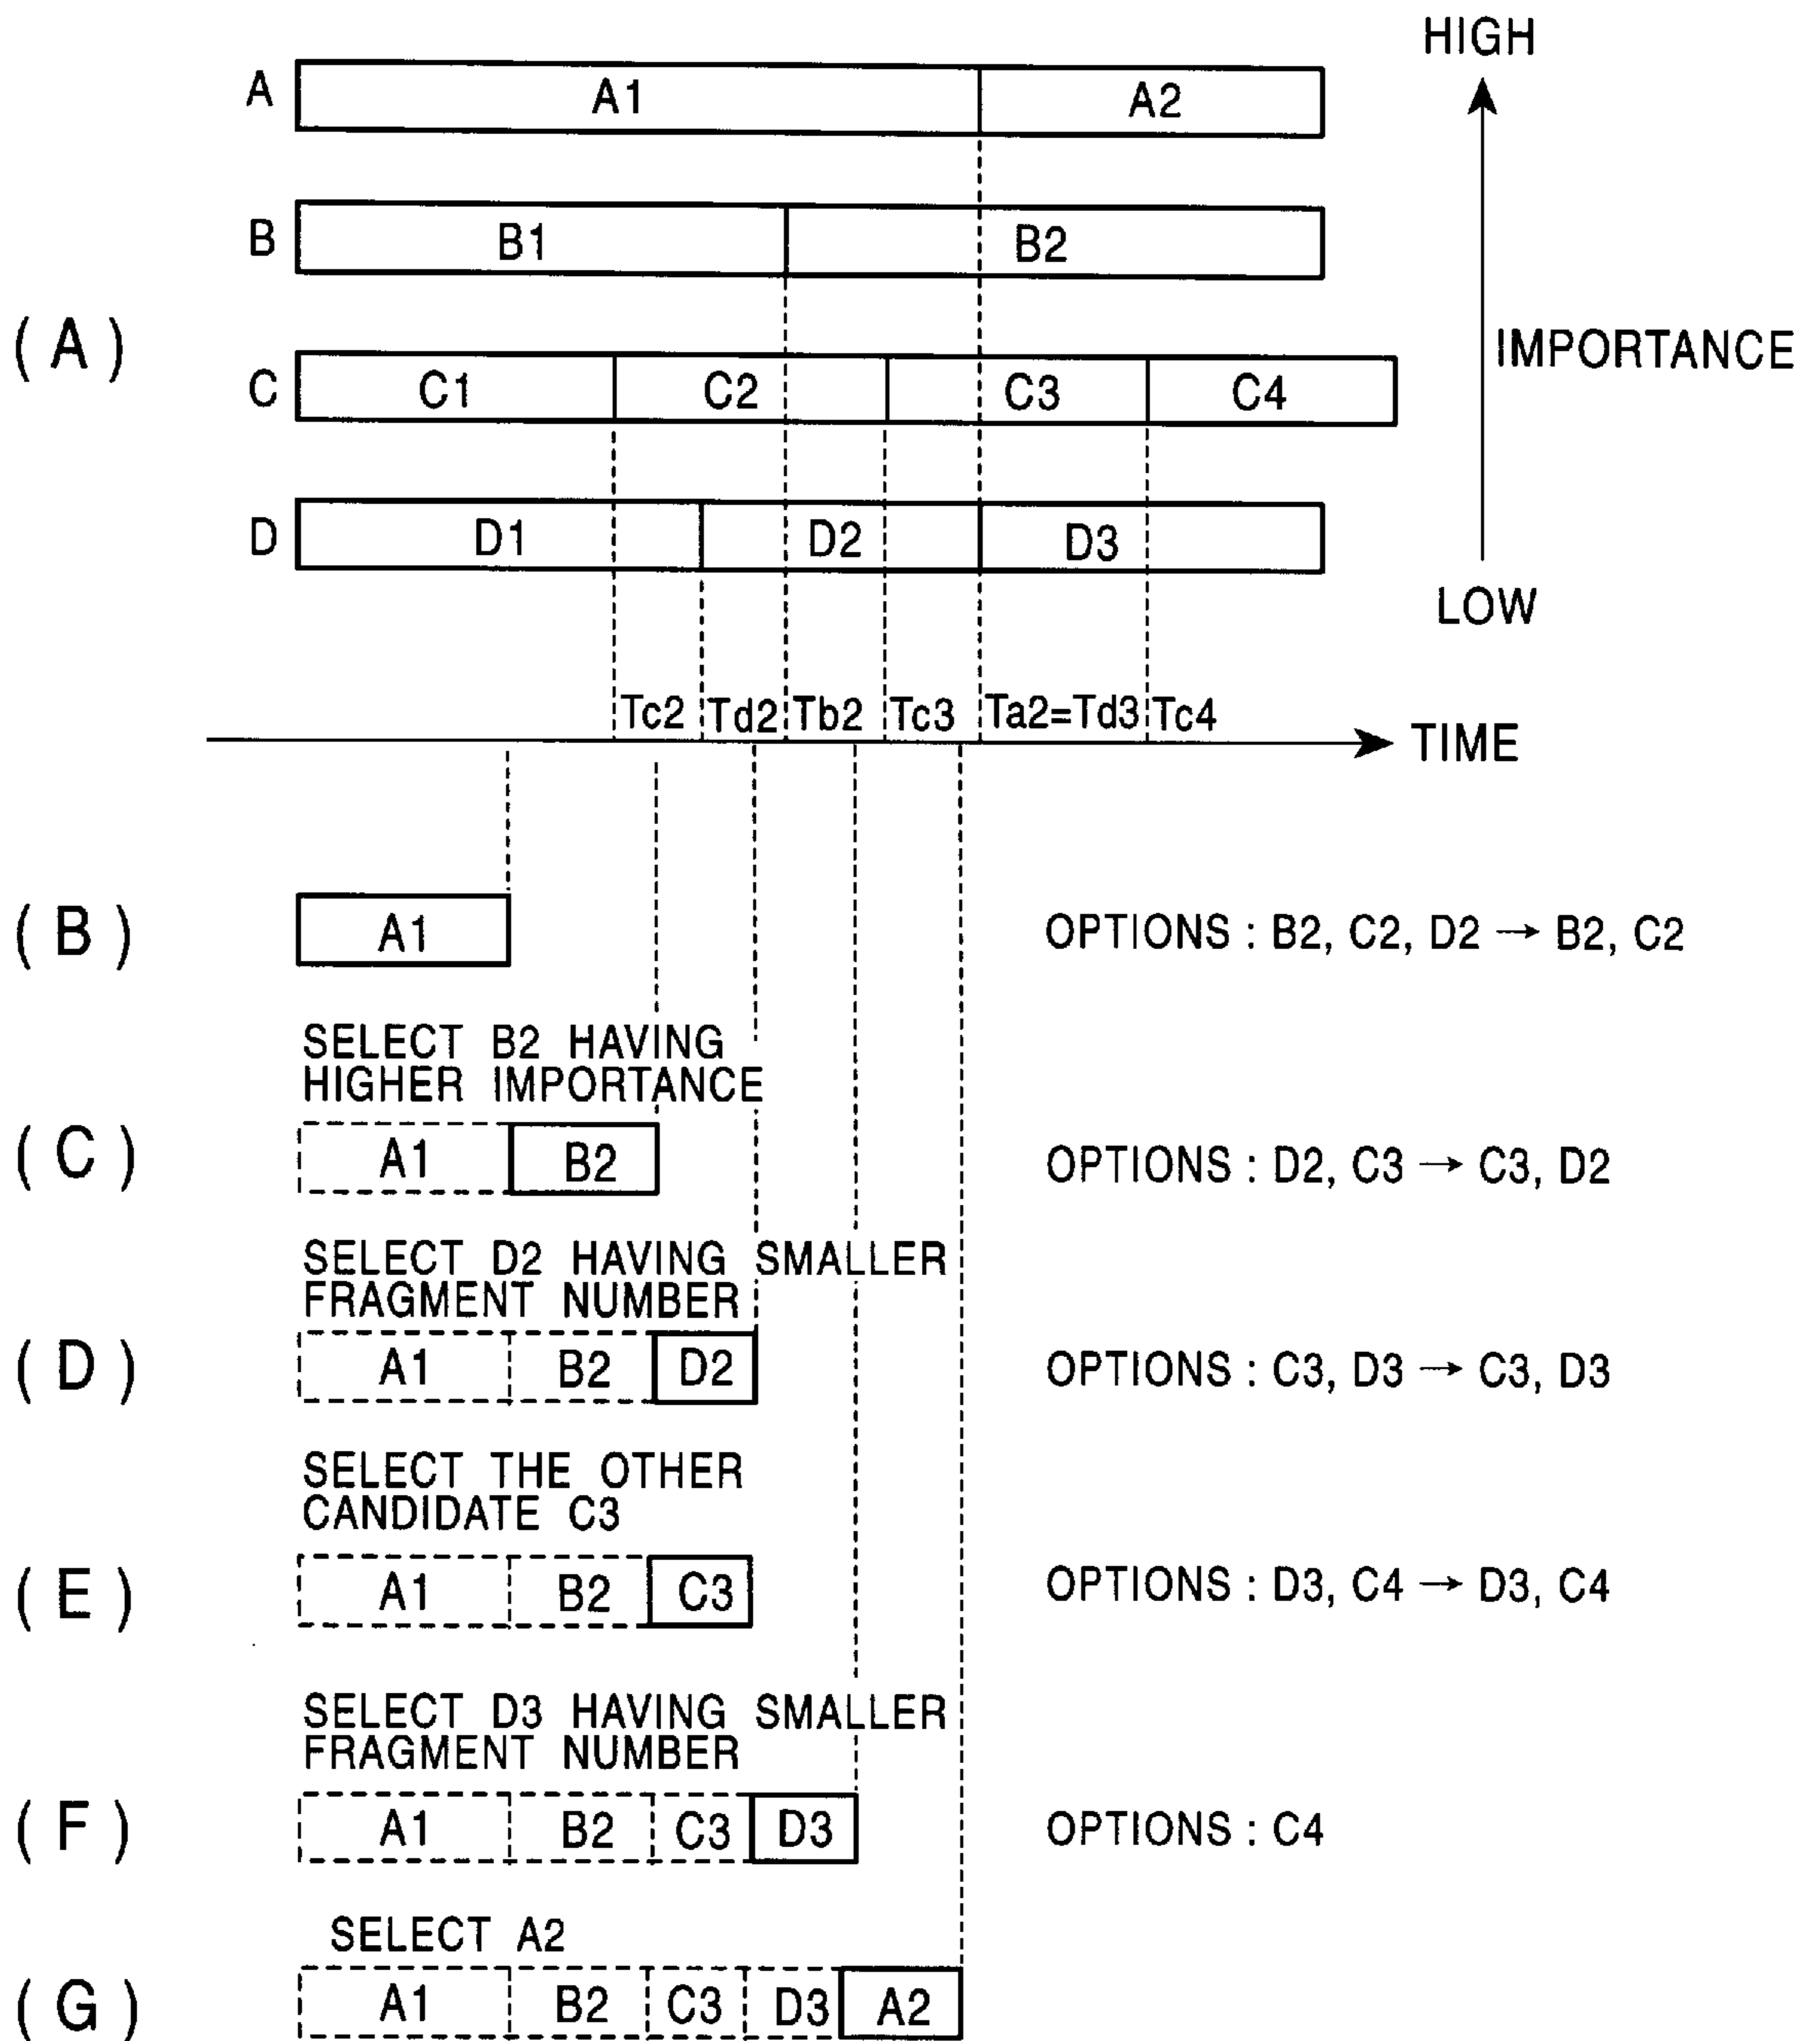 HIGH
A A1 A2
B B1 B2
( A ) IMPORTANCE
C C1 C2 C3 C4
D D1 D2 D3
LOW
Tc2 Td2 Tb2 Tc3 Ta2=Td3 Tc4
TIME
( B ) A1 OPTIONS : B2, C2, D2 → B2, C2
SELECT B2 HAVING
HIGHER IMPORTANCE
( C ) A1 B2 OPTIONS : D2, C3 → C3, D2
SELECT D2 HAVING SMALLER
FRAGMENT NUMBER
( D ) A1 B2 D2 OPTIONS : C3, D3 → C3, D3
SELECT THE OTHER
CANDIDATE C3
( E ) A1 B2 C3 OPTIONS : D3, C4 → D3, C4
SELECT D3 HAVING SMALLER
FRAGMENT NUMBER
( F ) A1 B2 C3 D3 OPTIONS : C4
SELECT A2
( G ) A1 B2 C3 D3 A2